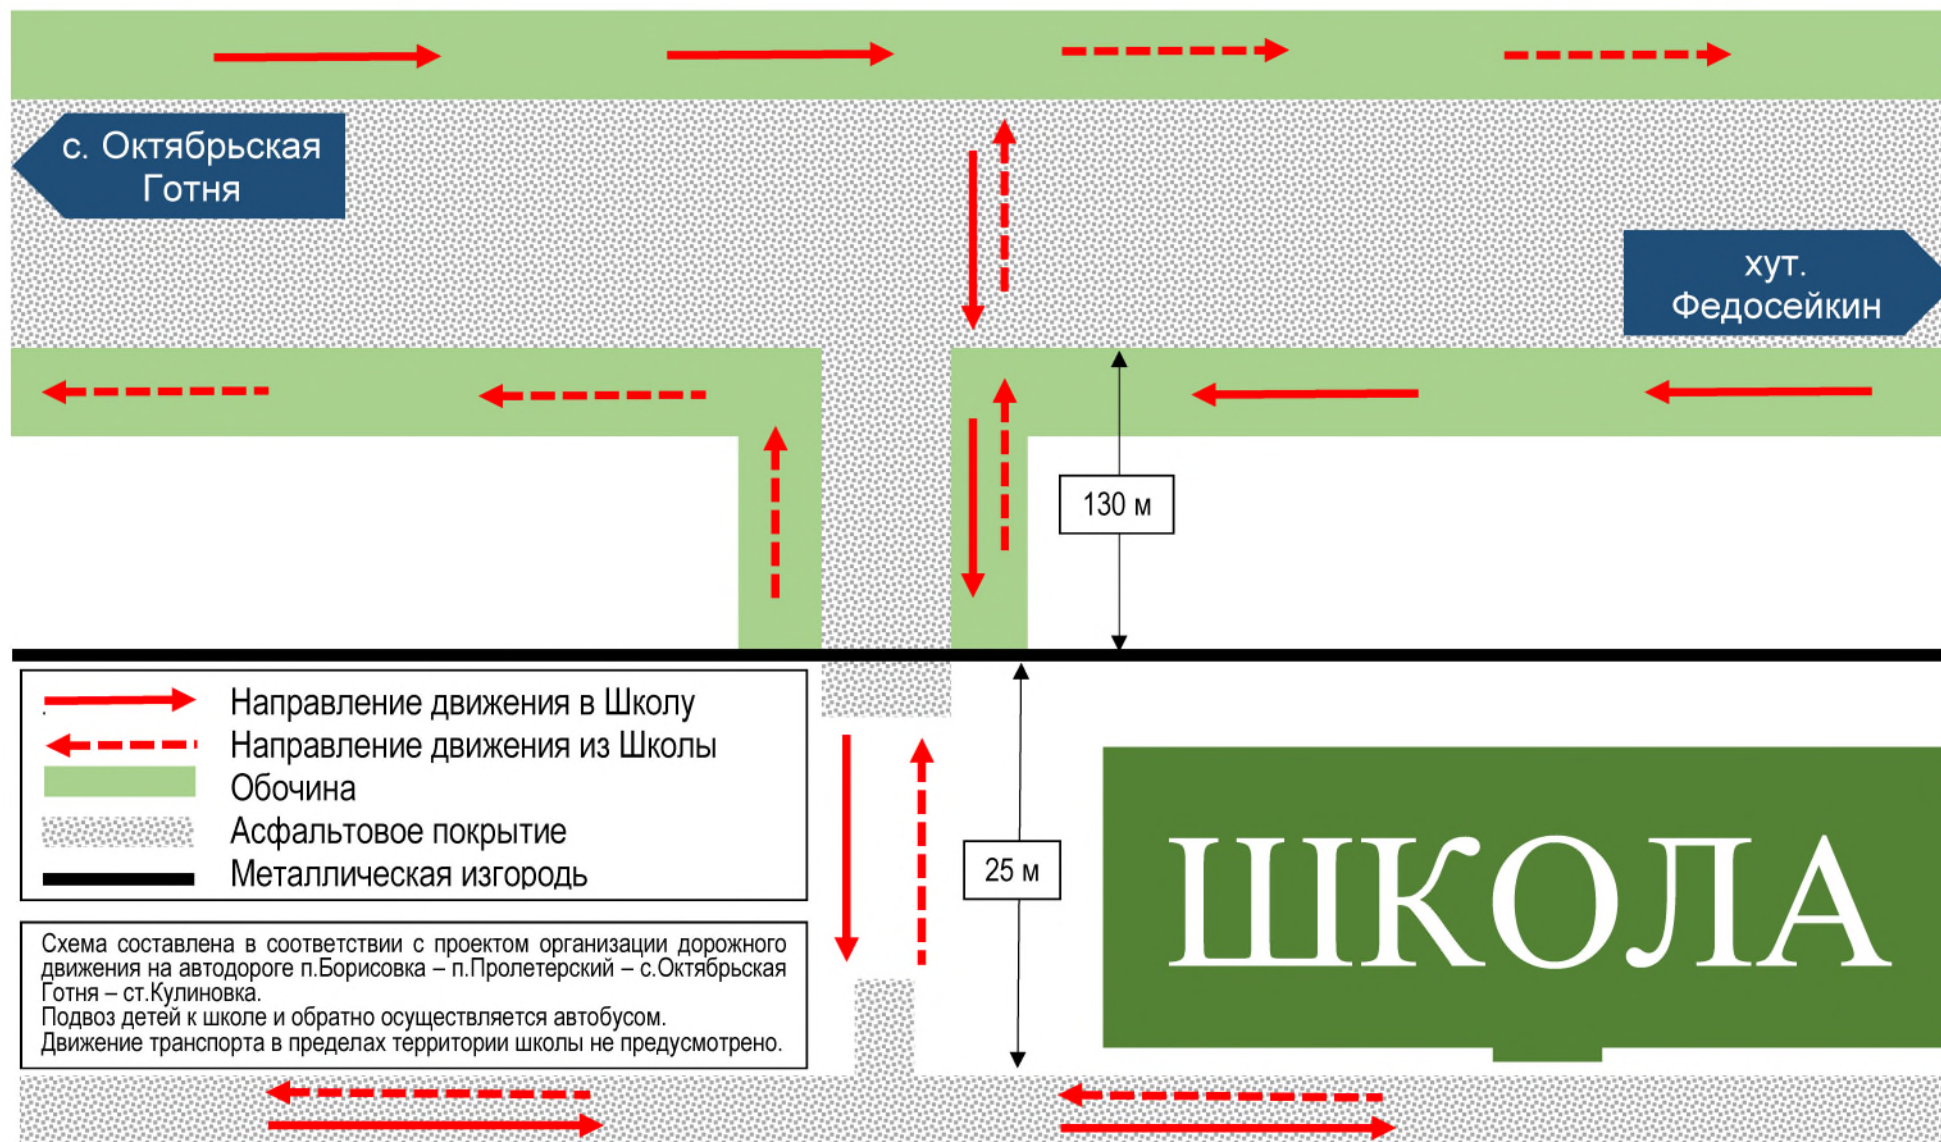 с. Октябрьская
Готня
хут.
Федосейкин
130 м
Направление движения в Школу
Направление движения из Школы
Обочина
Асфальтовое покрытие
Металлическая изгородь
25 м
ШКОЛА
Схема составлена в соответствии с проектом организации дорожного
движения на автодороге п.Борисовка – п.Пролетерский – с.Октябрьская
Готня – ст.Кулиновка.
Подвоз детей к школе и обратно осуществляется автобусом.
Движение транспорта в пределах территории школы не предусмотрено.